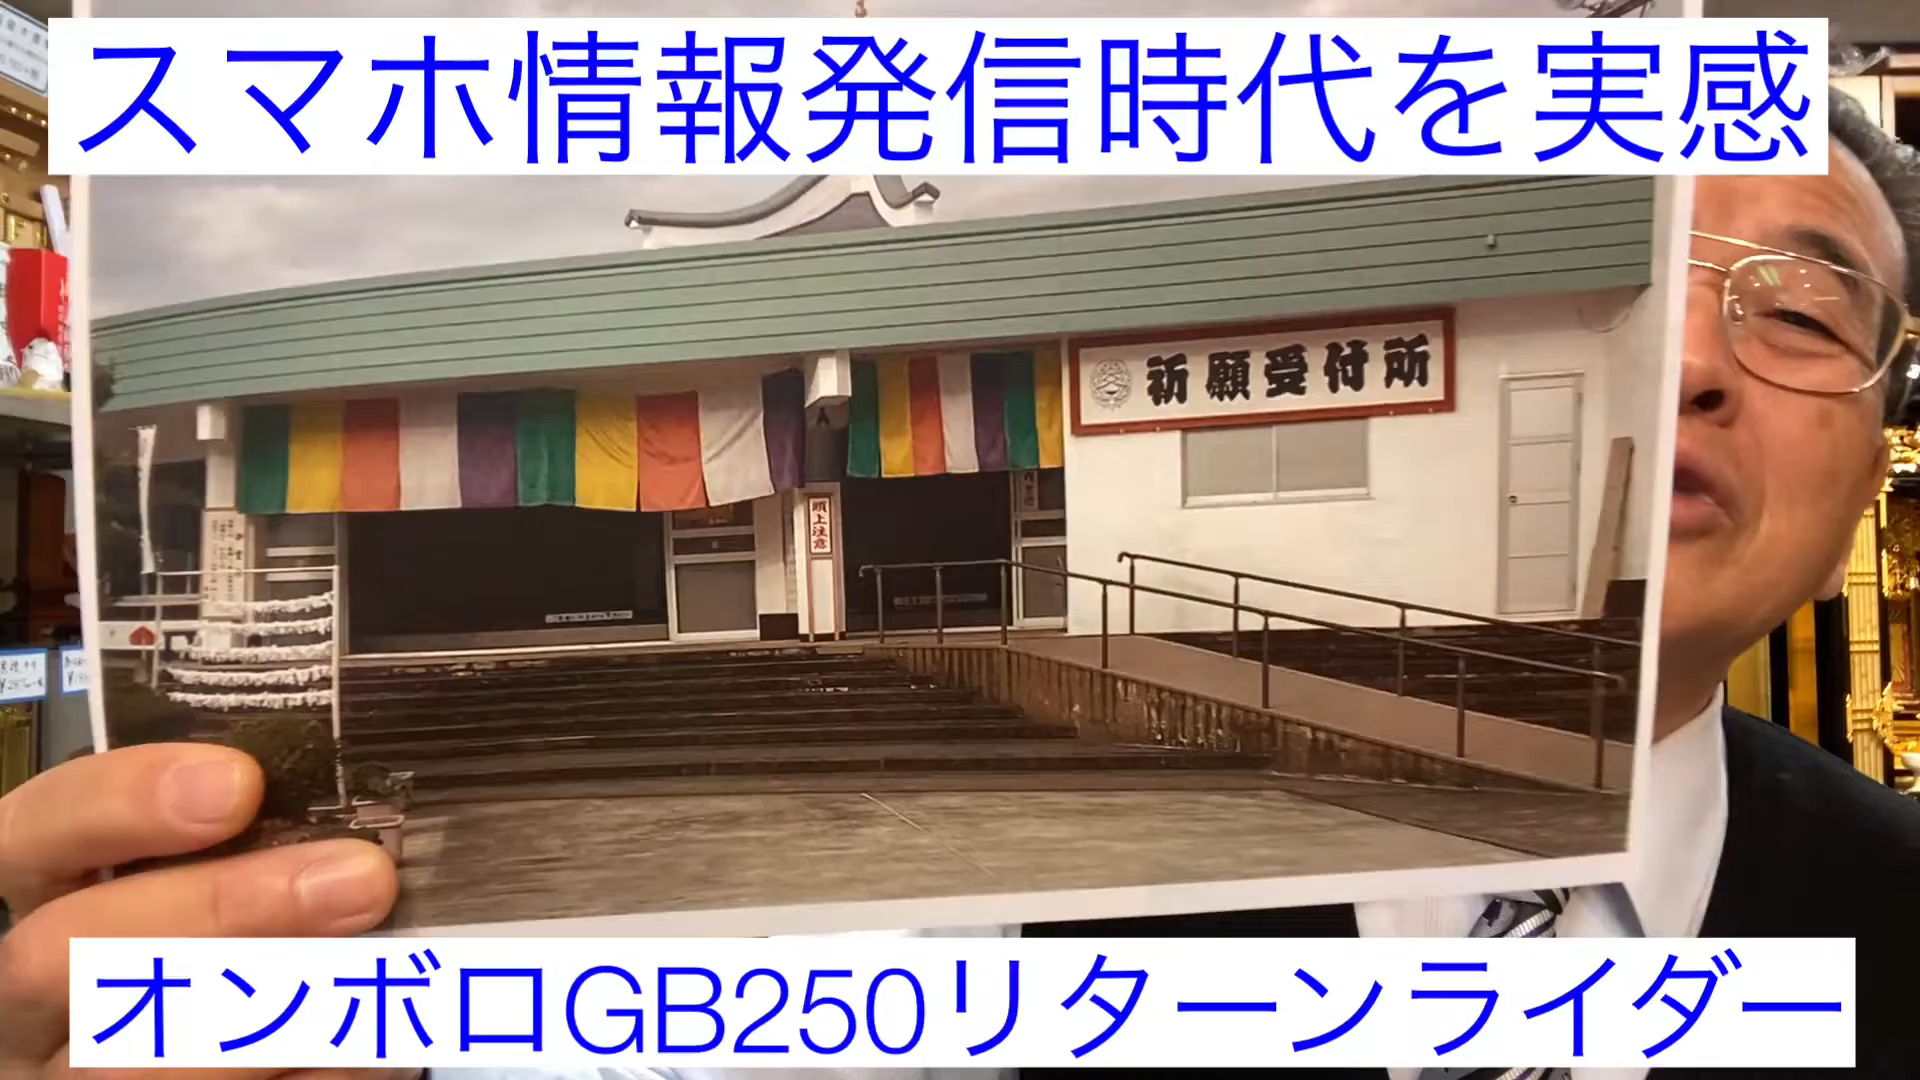 スマホ情報発信時代を実感
祈願受付所
頭上注意
オンボロGB250リターンライダー